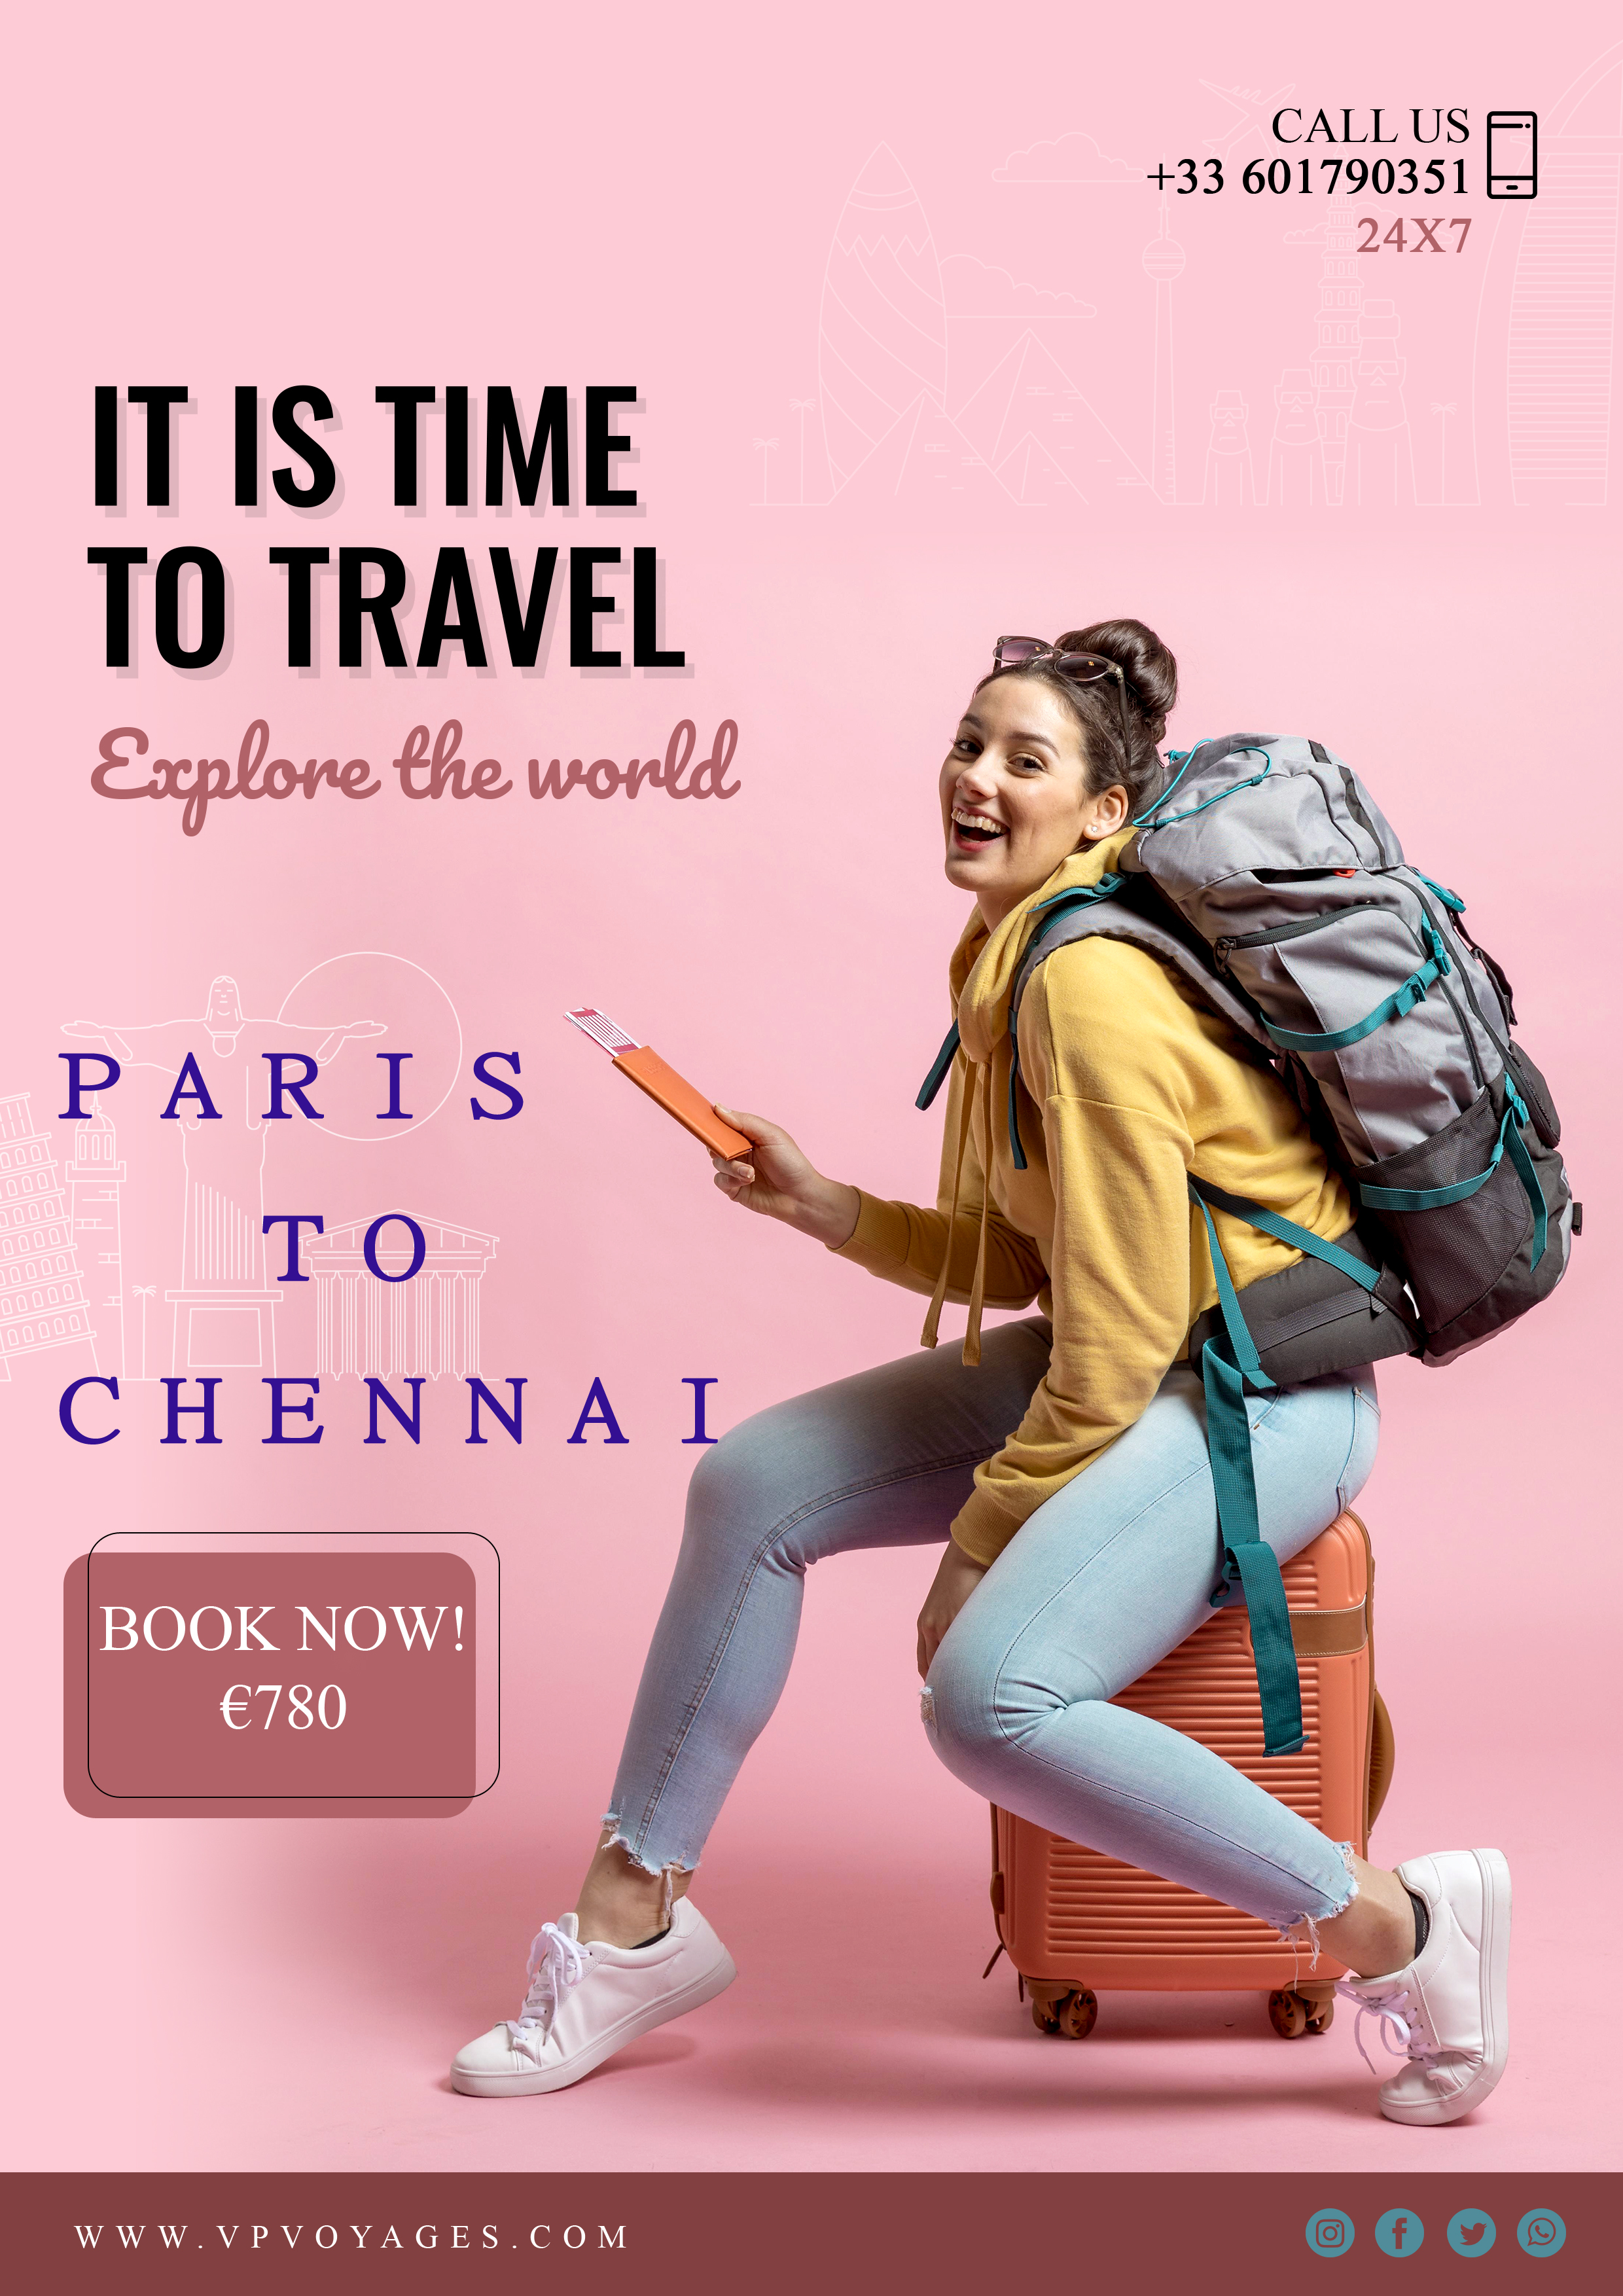 CALL US
+33 601790351
24X7
IT IS TIME
TO TRAVEL
Explore the world
PARIS
TO
CHENNAI
BOOK NOW!
€780
WWW.VPVOYAGES.COM